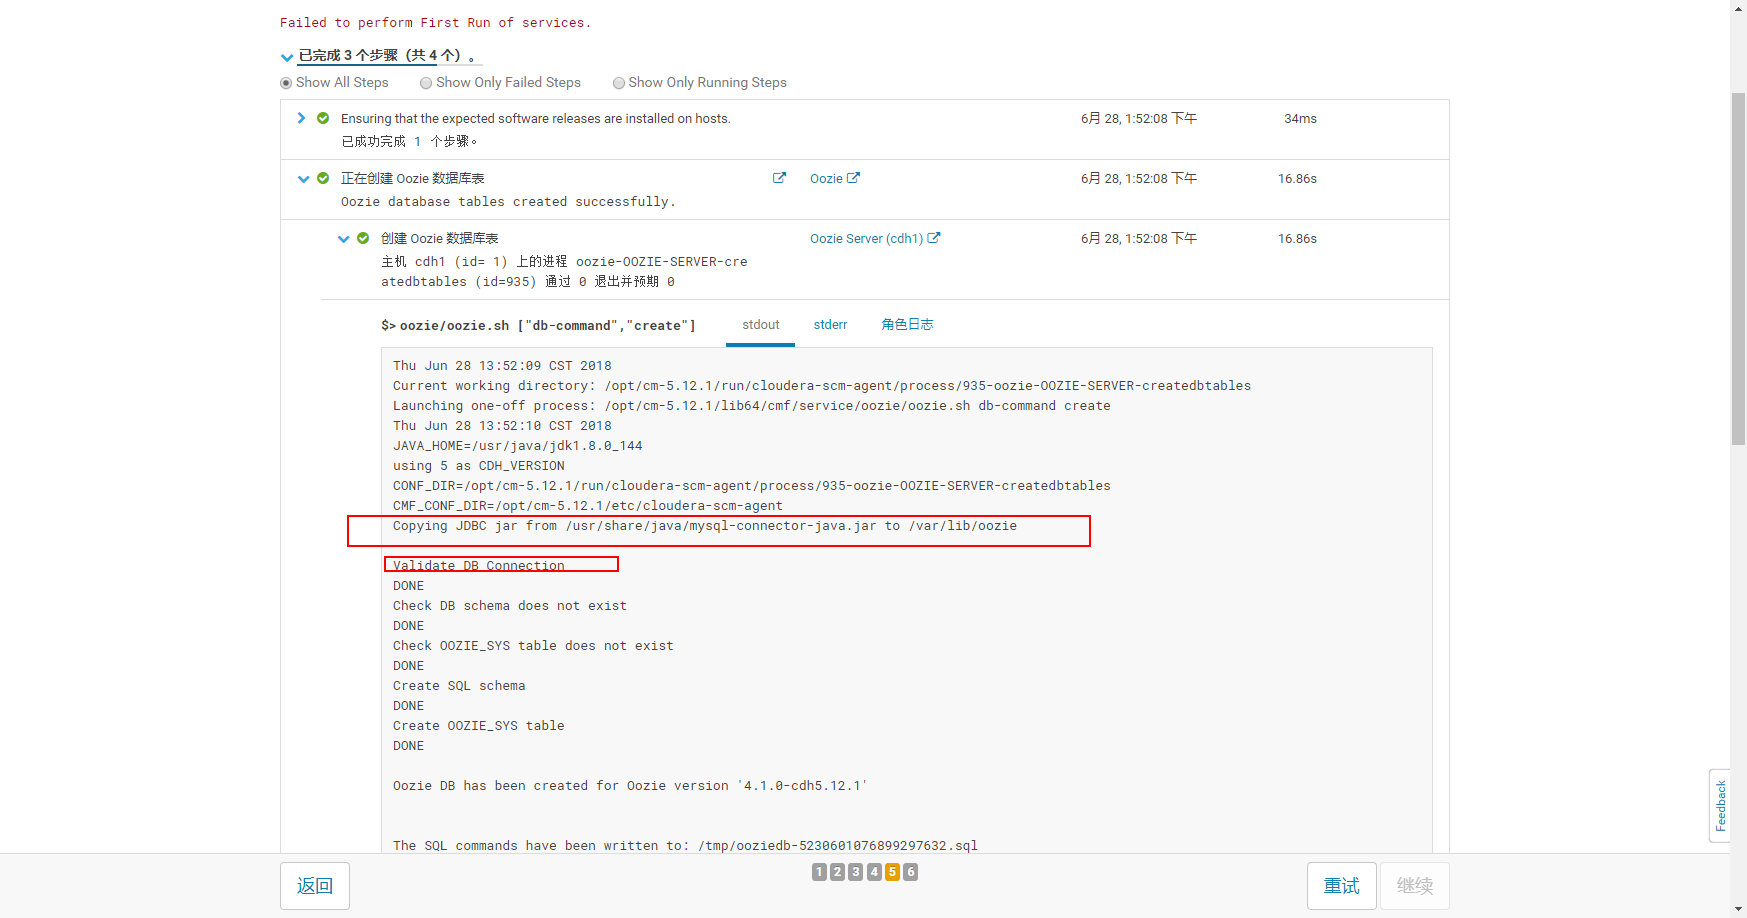 Failed to perform First Run of services.
已完成 3 个步骤（共 4 个）。
Show All Steps Show Only Failed Steps Show Only Running Steps
Ensuring that the expected software releases are installed on hosts. 6月 28, 1:52:08 下午 34ms
已成功完成 1 个步骤。
正在创建 Oozie 数据库表 Oozie 6月 28, 1:52:08 下午 16.86s
Oozie database tables created successfully.
创建 Oozie 数据库表 Oozie Server (cdh1) 6月 28, 1:52:08 下午 16.86s
主机 cdh1 (id= 1) 上的进程 oozie-OOZIE-SERVER-cre
atedbtables (id=935) 通过 0 退出并预期 0
$> oozie/oozie.sh ["db-command","create"] stdout stderr 角色日志
Thu Jun 28 13:52:09 CST 2018
Current working directory: /opt/cm-5.12.1/run/cloudera-scm-agent/process/935-oozie-OOZIE-SERVER-createdbtables
Launching one-off process: /opt/cm-5.12.1/lib64/cmf/service/oozie/oozie.sh db-command create
Thu Jun 28 13:52:10 CST 2018
JAVA_HOME=/usr/java/jdk1.8.0_144
using 5 as CDH_VERSION
CONF_DIR=/opt/cm-5.12.1/run/cloudera-scm-agent/process/935-oozie-OOZIE-SERVER-createdbtables
CMF_CONF_DIR=/opt/cm-5.12.1/etc/cloudera-scm-agent
Copying JDBC jar from /usr/share/java/mysql-connector-java.jar to /var/lib/oozie
Validate DB Connection
DONE
Check DB schema does not exist
DONE
Check OOZIE_SYS table does not exist
DONE
Create SQL schema
DONE
Create OOZIE_SYS table
DONE
Oozie DB has been created for Oozie version '4.1.0-cdh5.12.1'
The SQL commands have been written to: /tmp/ooziedb-5230601076899297632.sql
Feedback
返回 1 2 3 4 5 6 重试 继续